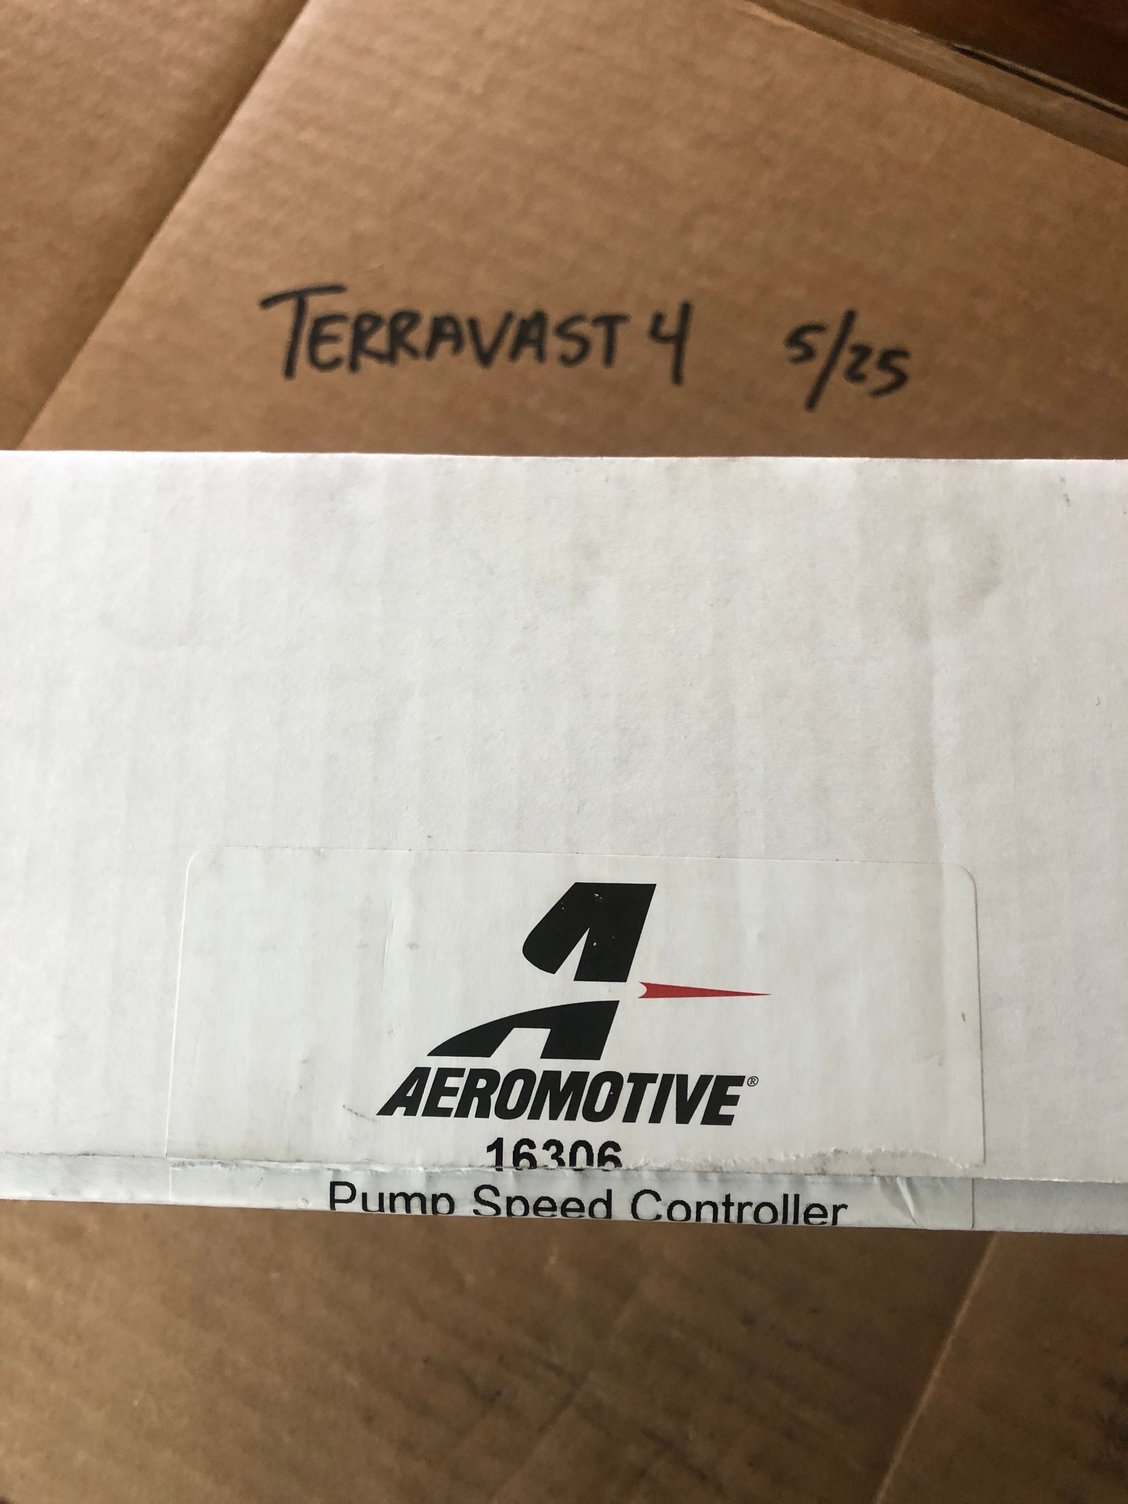 TERRAVAST 4 5/25
AEROMOTIVE®
16306
Pump Speed Controller